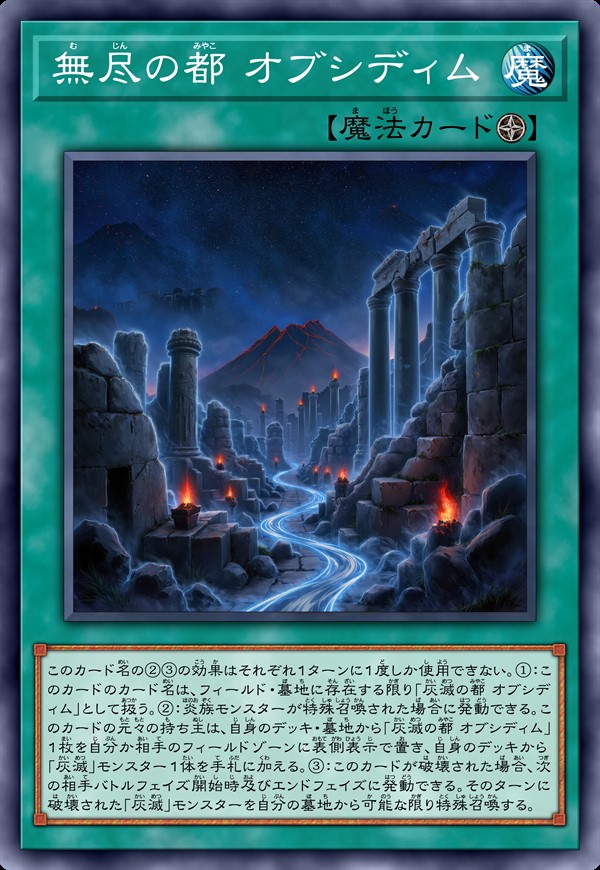 無尽の都 オブシディム 魔
【魔法カード】
このカード名の②③の効果はそれぞれ1ターンに1度しか使用できない。①：こ
のカードのカード名は、フィールド・墓地に存在する限り「灰滅の都 オブシデ
ィム」として扱う。②：炎族モンスターが特殊召喚された場合に発動できる。こ
のカードの元々の持ち主は、自身のデッキ・墓地から「灰滅の都 オブシディム」
1枚を自分か相手のフィールドゾーンに表側表示で置き、自身のデッキから
「灰滅」モンスター1体を手札に加える。③：このカードが破壊された場合、次
の相手バトルフェイズ開始時及びエンドフェイズに発動できる。そのターンに
破壊された「灰滅」モンスターを自分の墓地から可能な限り特殊召喚する。